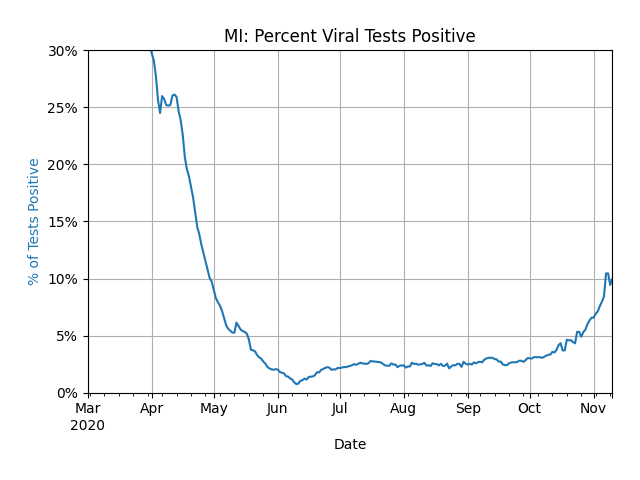 MI: Percent Viral Tests Positive
30%
25%
20%
15%
10%
5%
0%
% of Tests Positive
Mar Apr May Jun Jul Aug Sep Oct Nov
2020
Date